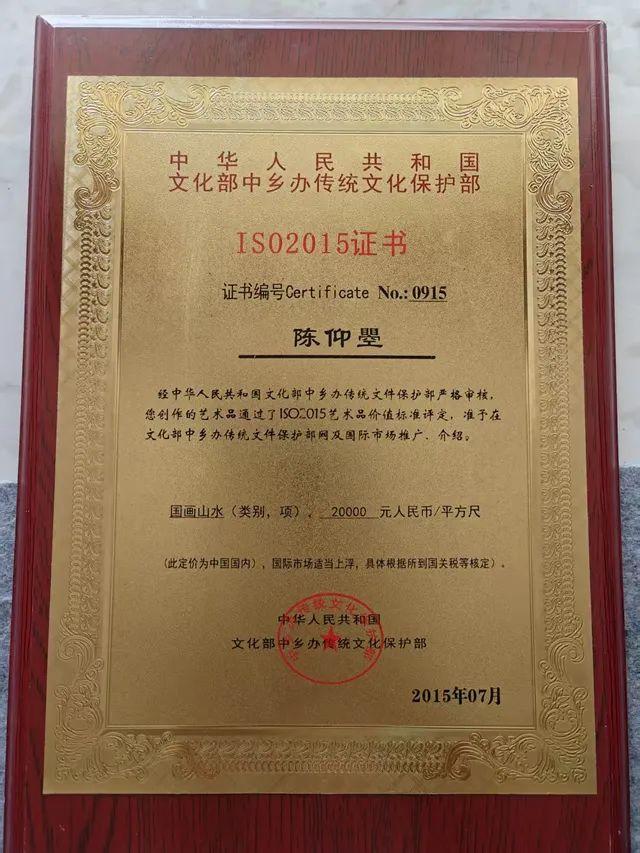 中华人民共和国
文化部中乡办传统文化保护部
ISO2015证书
证书编号Certificate No.:0915
陈仰曌
经中华人民共和国文化部中乡办传统文件保护部严格审核，
您创作的艺术品通过了ISO2015艺术品价值标准评定，准予在
文化部中乡办传统文件保护部网及国际市场推广、介绍。
国画山水（类别，项）、 20000 元人民币/平方尺
（此定价为中国国内），国际市场适当上浮，具体根据所到国关税等核定）。
中华人民共和国
文化部中乡办传统文化保护部
2015年07月